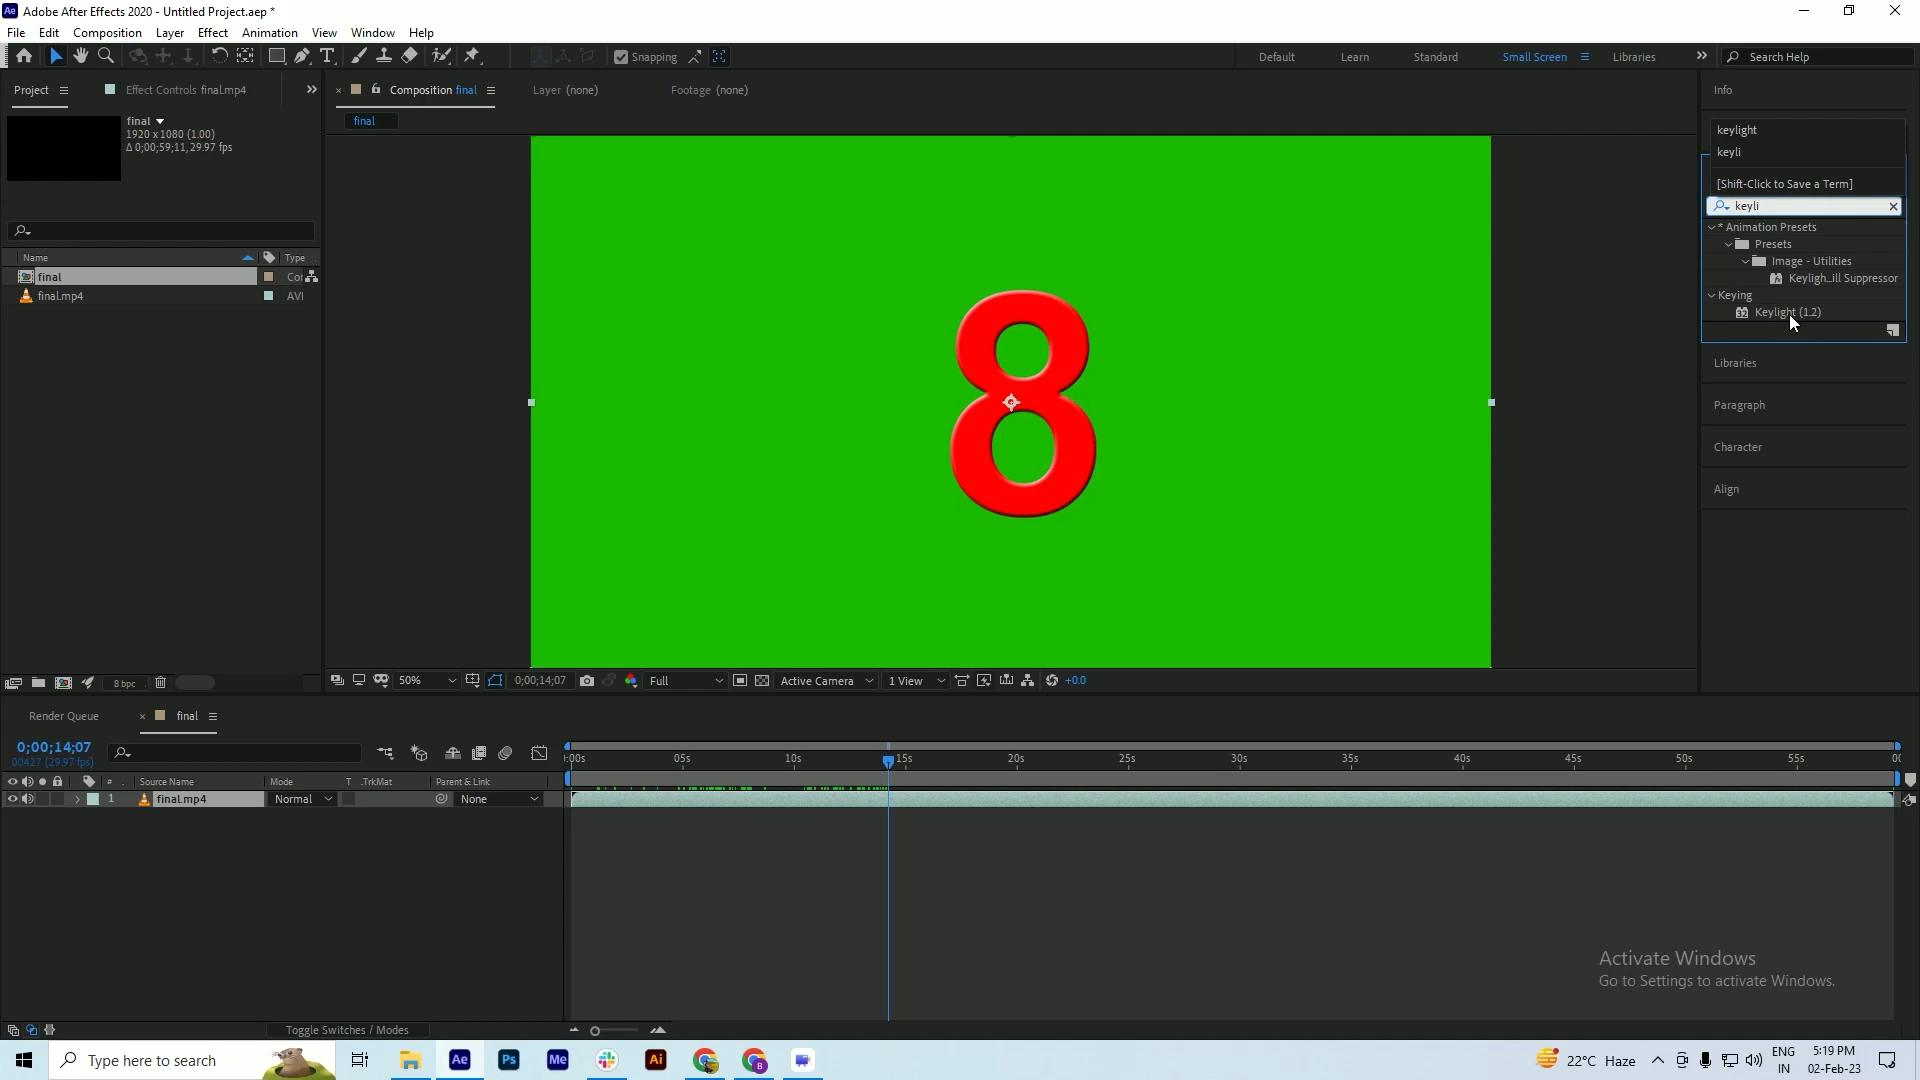 Adobe After Effects 2020 - Untitled Project.aep *
File Edit Composition Layer Effect Animation View Window Help
Snapping Default Learn Standard Small Screen Libraries Search Help
Project Effect Controls final.mp4
final
1920 x 1080 (1.00)
Δ 0;00;59;11, 29.97 fps
Name Type
final Cor
final.mp4 AVI
8 bpc
Composition final Layer (none) Footage (none)
final
8
50% 0;00;14;07 Full Active Camera 1 View +0.0
Info
keylight
keyli
[Shift-Click to Save a Term]
keyli
* Animation Presets
Presets
Image - Utilities
Keyligh...ill Suppressor
Keying
Keylight (1.2)
Libraries
Paragraph
Character
Align
Render Queue final
0;00;14;07
00427 (29.97 fps)
:00s 05s 10s 15s 20s 25s 30s 35s 40s 45s 50s 55s 00
# Source Name Mode T .TrkMat Parent & Link
1 final.mp4 Normal None
Toggle Switches / Modes
Activate Windows
Go to Settings to activate Windows.
Type here to search
Ae Ps Me Ai B
22°C Haze
ENG
IN
5:19 PM
02-Feb-23